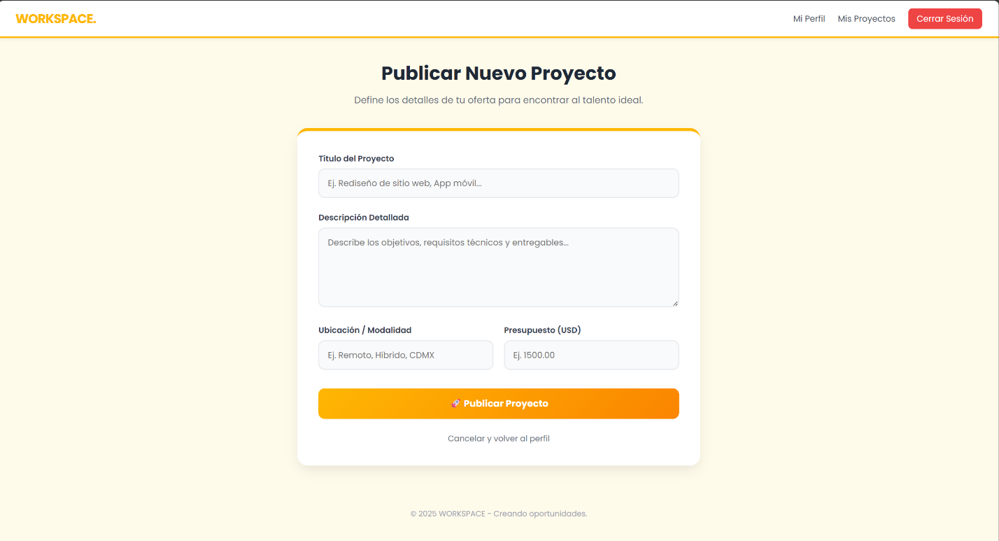 WORKSPACE.
Mi Perfil Mis Proyectos Cerrar Sesión
Publicar Nuevo Proyecto
Define los detalles de tu oferta para encontrar al talento ideal.
Título del Proyecto
Ej. Rediseño de sitio web, App móvil...
Descripción Detallada
Describe los objetivos, requisitos técnicos y entregables...
Ubicación / Modalidad Presupuesto (USD)
Ej. Remoto, Híbrido, CDMX Ej. 1500.00
🚀 Publicar Proyecto
Cancelar y volver al perfil
© 2025 WORKSPACE - Creando oportunidades.